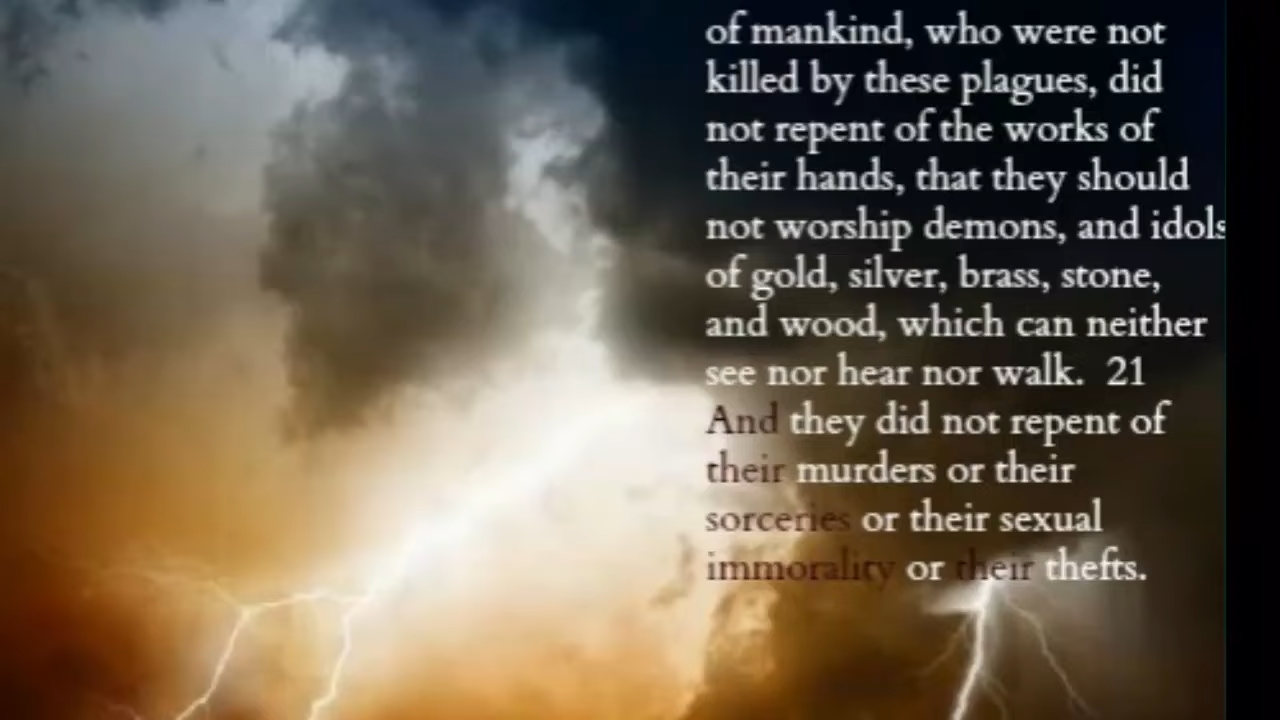 of mankind, who were not
killed by these plagues, did
not repent of the works of
their hands, that they should
not worship demons, and idols
of gold, silver, brass, stone,
and wood, which can neither
see nor hear nor walk. 21
And they did not repent of
their murders or their
sorceries or their sexual
immorality or their thefts.